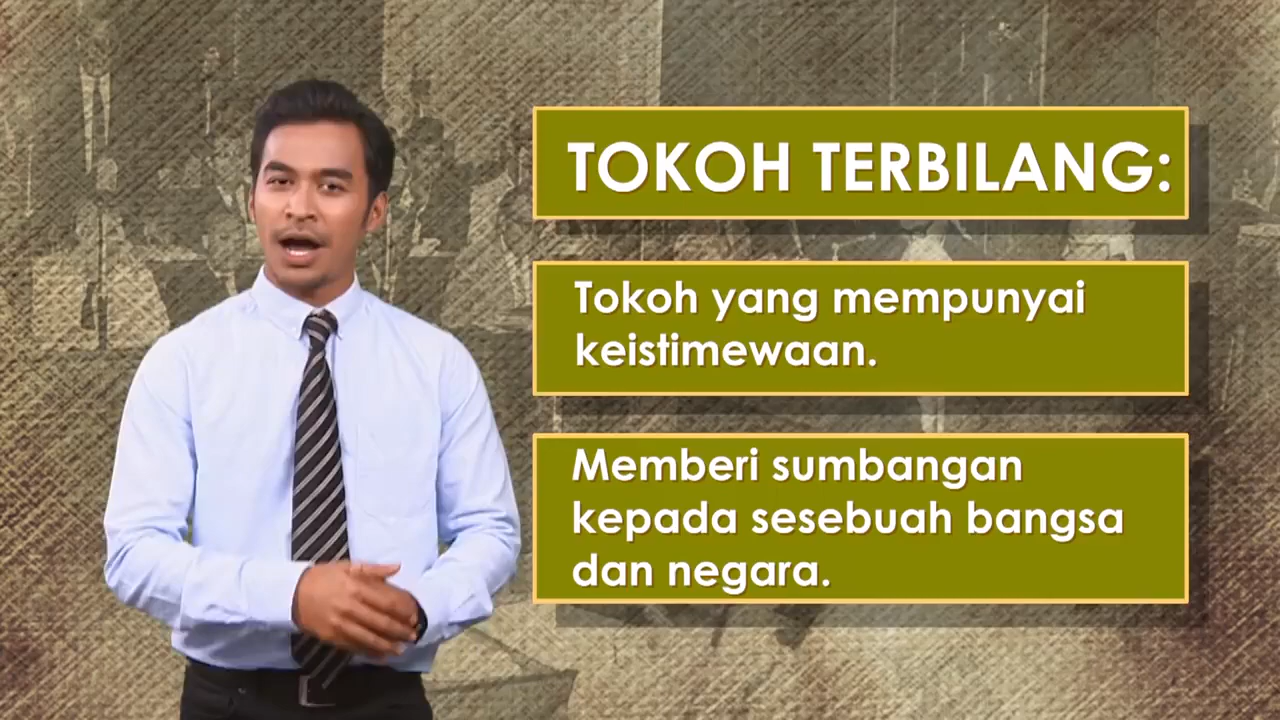 TOKOH TERBILANG:
Tokoh yang mempunyai
keistimewaan.
Memberi sumbangan
kepada sesebuah bangsa
dan negara.